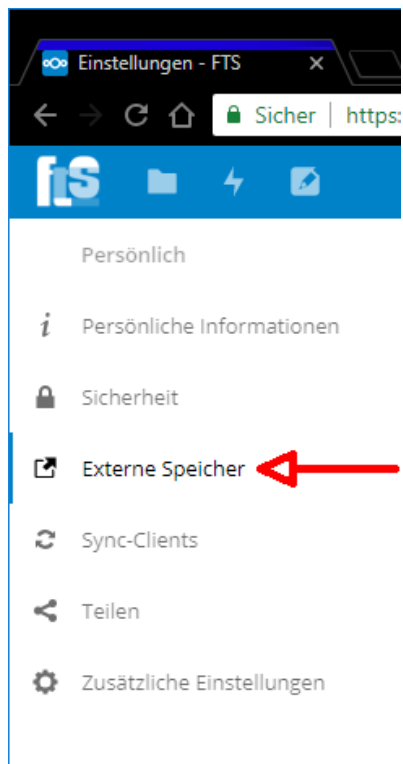 Einstellungen - FTS
Sicher | https:
fts
Persönlich
Persönliche Informationen
Sicherheit
Externe Speicher
Sync-Clients
Teilen
Zusätzliche Einstellungen